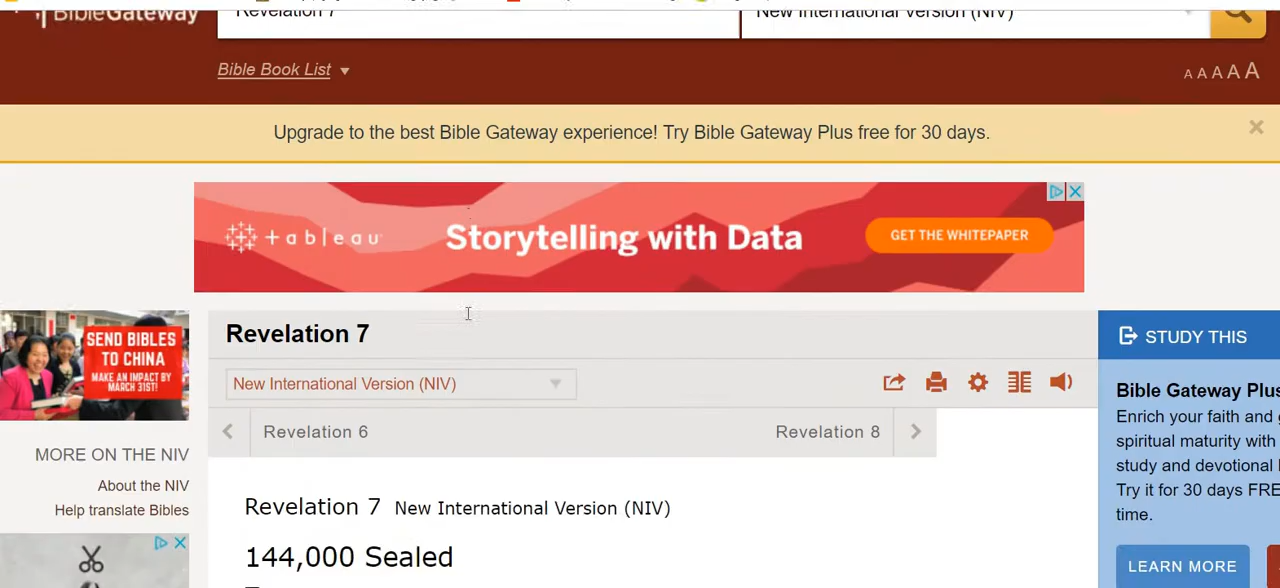 BibleGateway
Revelation 7
New International Version (NIV)
Bible Book List
A A A A A
Upgrade to the best Bible Gateway experience! Try Bible Gateway Plus free for 30 days.
+ a b l e a u
Storytelling with Data
GET THE WHITEPAPER
SEND BIBLES
TO CHINA
MAKE AN IMPACT BY
MARCH 31ST!
MORE ON THE NIV
About the NIV
Help translate Bibles
Revelation 7
New International Version (NIV)
Revelation 6
Revelation 8
Revelation 7 New International Version (NIV)
144,000 Sealed
STUDY THIS
Bible Gateway Plus
Enrich your faith and
spiritual maturity with
study and devotional
Try it for 30 days FREE
time.
LEARN MORE